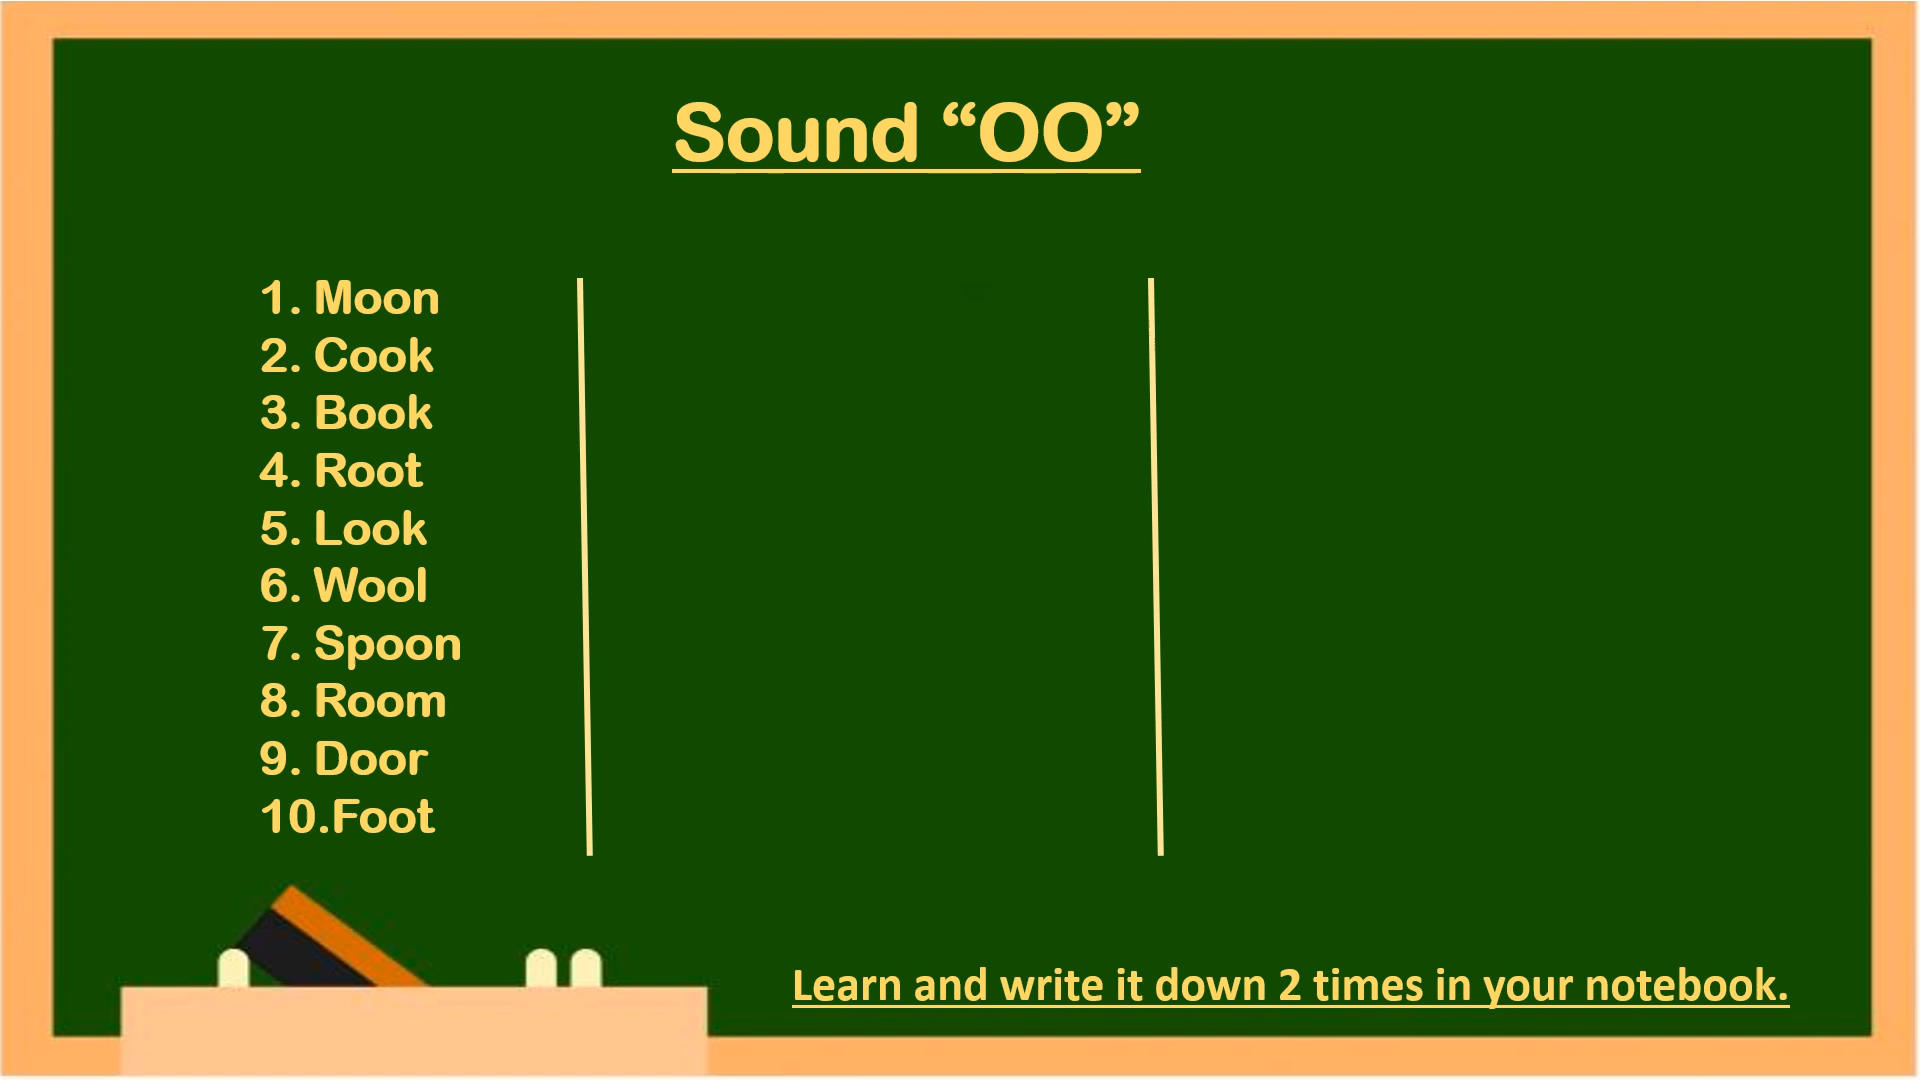 Sound “OO”
1. Moon
2. Cook
3. Book
4. Root
5. Look
6. Wool
7. Spoon
8. Room
9. Door
10.Foot
Learn and write it down 2 times in your notebook.